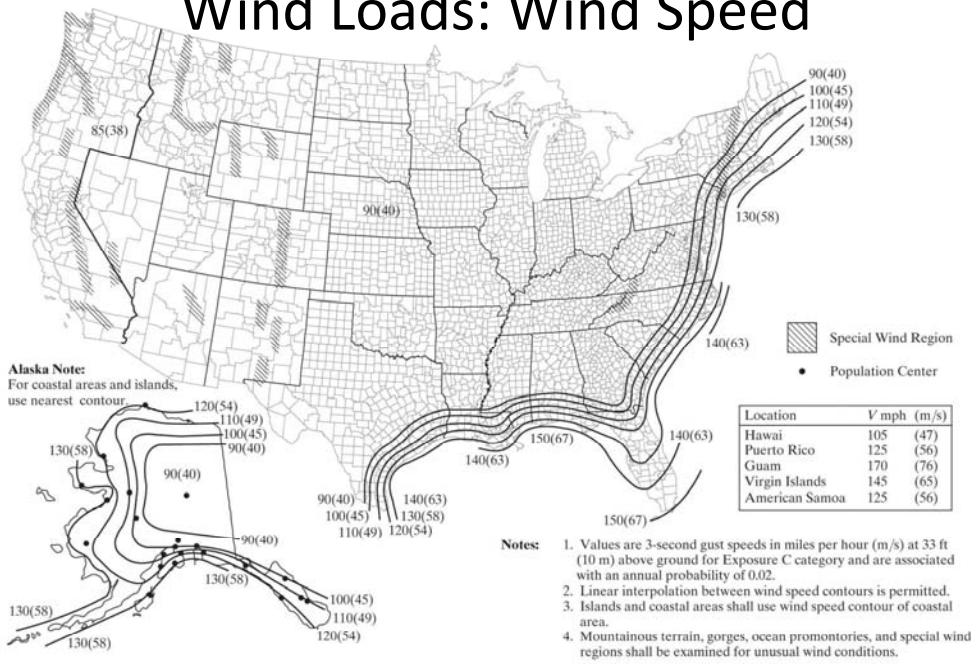 Wind Loads: Wind Speed
90(40)
100(45)
110(49)
120(54)
130(58)
85(38)
90(40)
130(58)
140(63)
Special Wind Region
Population Center
Alaska Note:
For coastal areas and islands,
use nearest contour.
120(54)
110(49)
100(45)
90(40)
130(58)
90(40)
150(67)
140(63)
140(63)
Location V mph (m/s)
Hawai 105 (47)
Puerto Rico 125 (56)
Guam 170 (76)
Virgin Islands 145 (65)
American Samoa 125 (56)
90(40) 140(63)
100(45) 130(58)
110(49) 120(54)
150(67)
90(40)
130(58)
100(45)
110(49)
120(54)
130(58)
130(58)
Notes: 1. Values are 3-second gust speeds in miles per hour (m/s) at 33 ft
(10 m) above ground for Exposure C category and are associated
with an annual probability of 0.02.
2. Linear interpolation between wind speed contours is permitted.
3. Islands and coastal areas shall use wind speed contour of coastal
area.
4. Mountainous terrain, gorges, ocean promontories, and special wind
regions shall be examined for unusual wind conditions.